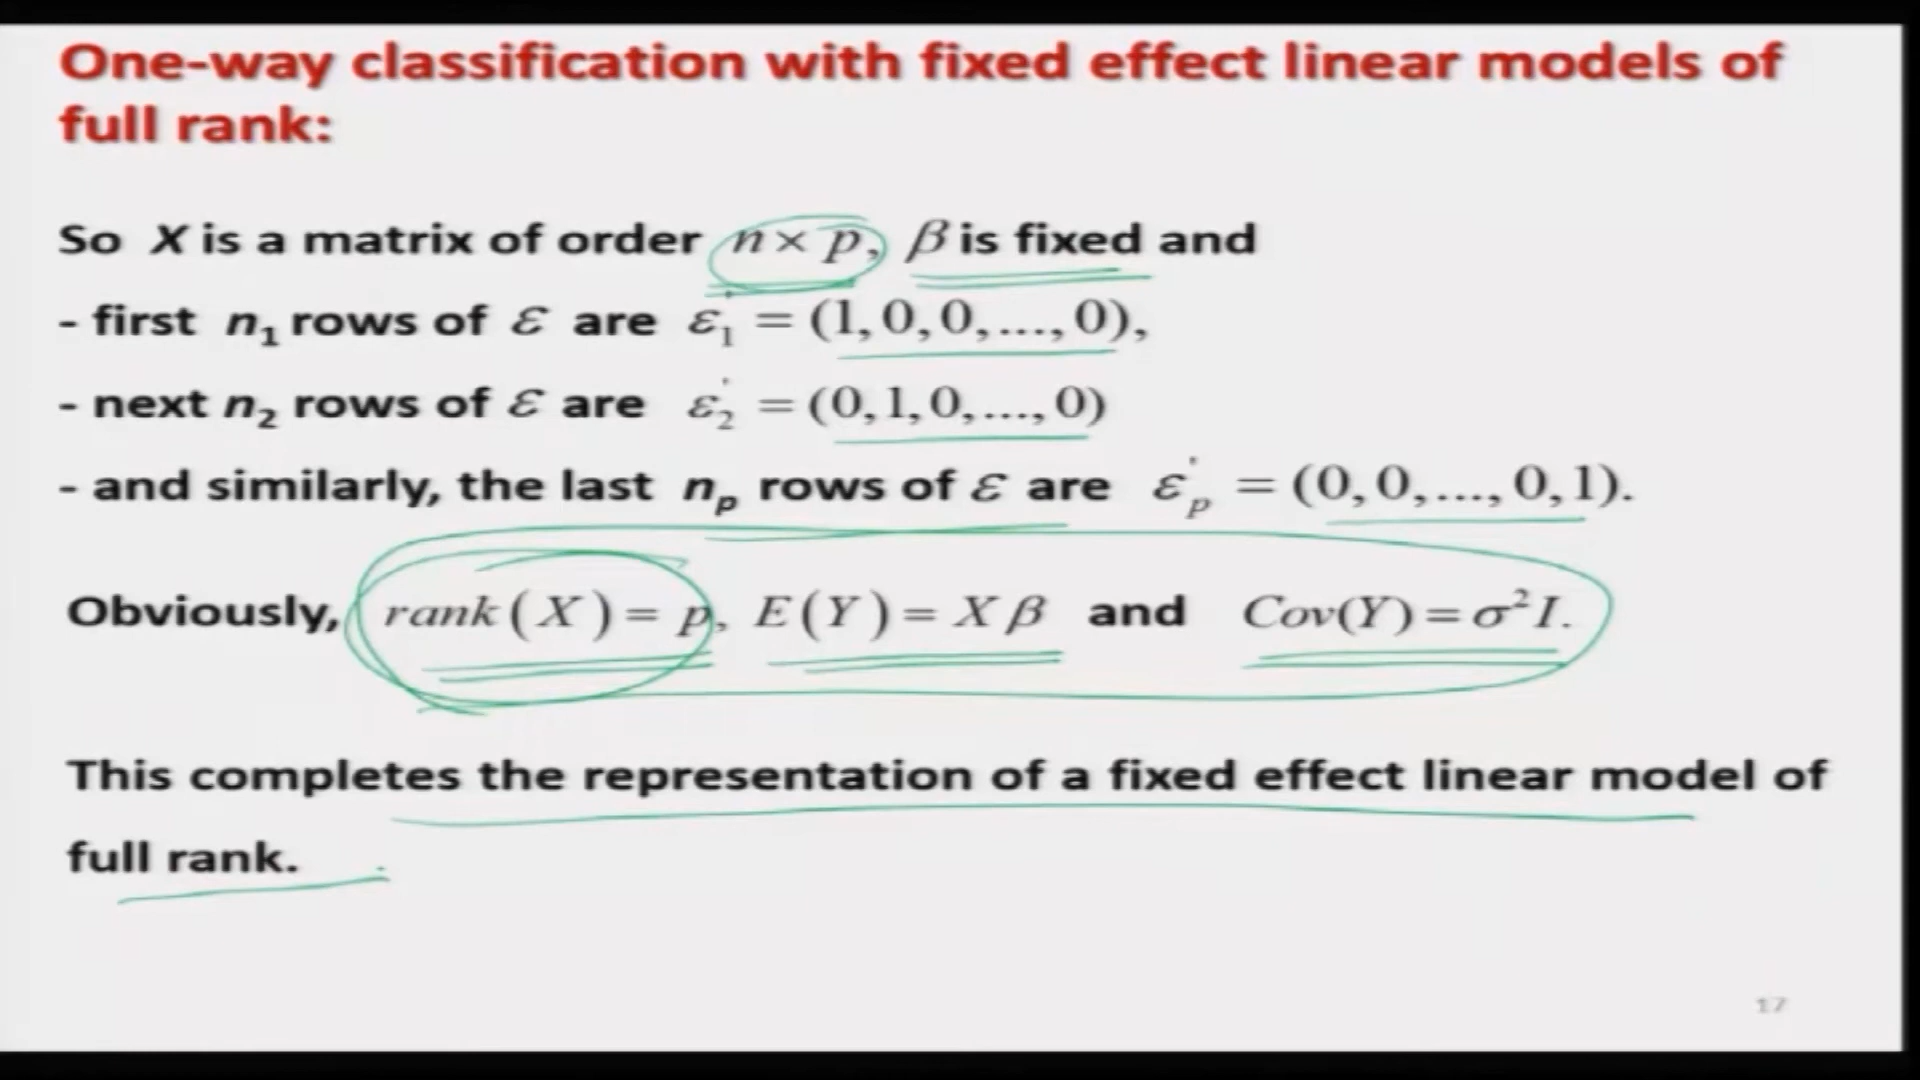 One-way classification with fixed effect linear models of
full rank:
So X is a matrix of order n × p, β is fixed and
- first n₁ rows of ε are ε₁' = (1, 0, 0, ..., 0),
- next n₂ rows of ε are ε₂' = (0, 1, 0, ..., 0)
- and similarly, the last nₚ rows of ε are εₚ' = (0, 0, ..., 0, 1).
Obviously, rank(X) = p, E(Y) = Xβ and Cov(Y) = σ²I.
This completes the representation of a fixed effect linear model of
full rank.
17